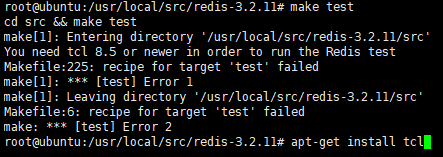 root@ubuntu:/usr/local/src/redis-3.2.11# make test
cd src && make test
make[1]: Entering directory '/usr/local/src/redis-3.2.11/src'
You need tcl 8.5 or newer in order to run the Redis test
Makefile:225: recipe for target 'test' failed
make[1]: *** [test] Error 1
make[1]: Leaving directory '/usr/local/src/redis-3.2.11/src'
Makefile:6: recipe for target 'test' failed
make: *** [test] Error 2
root@ubuntu:/usr/local/src/redis-3.2.11# apt-get install tcl